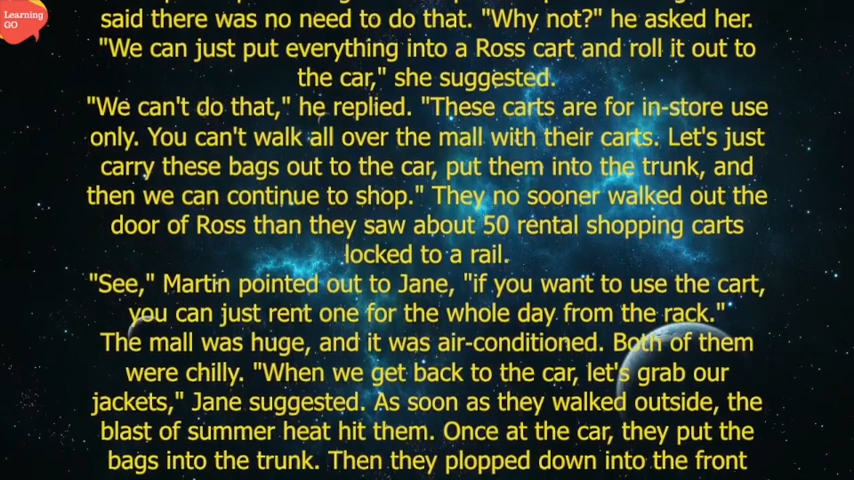 Learning
GO
said there was no need to do that. "Why not?" he asked her.
"We can just put everything into a Ross cart and roll it out to
the car," she suggested.
"We can't do that," he replied. "These carts are for in-store use
only. You can't walk all over the mall with their carts. Let's just
carry these bags out to the car, put them into the trunk, and
then we can continue to shop." They no sooner walked out the
door of Ross than they saw about 50 rental shopping carts
locked to a rail.
"See," Martin pointed out to Jane, "if you want to use the cart,
you can just rent one for the whole day from the rack."
The mall was huge, and it was air-conditioned. Both of them
were chilly. "When we get back to the car, let's grab our
jackets," Jane suggested. As soon as they walked outside, the
blast of summer heat hit them. Once at the car, they put the
bags into the trunk. Then they plopped down into the front